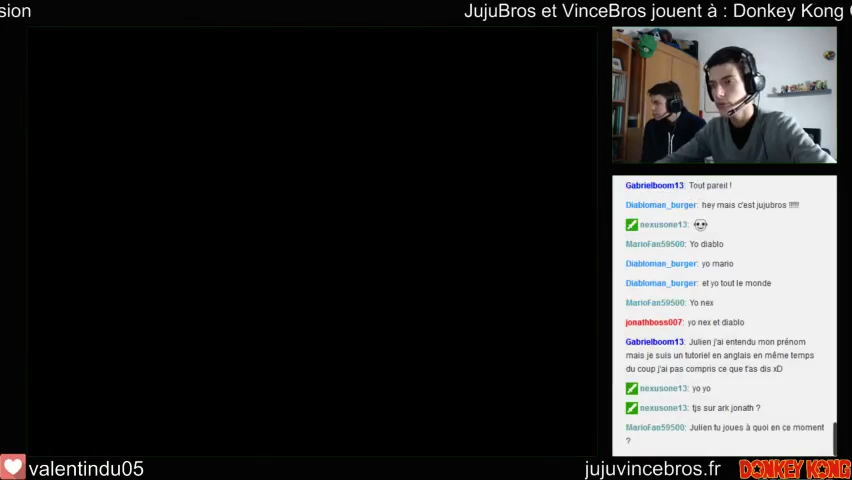 sion
JujuBros et VinceBros jouent à : Donkey Kong
Gabrielboom13: Tout pareil !
Diabloman_burger: hey mais c'est jujubros !!!!!
nexusone13:
MarioFan59500: Yo diablo
Diabloman_burger: yo mario
Diabloman_burger: et yo tout le monde
MarioFan59500: Yo nex
jonathboss007: yo nex et diablo
Gabrielboom13: Julien j'ai entendu mon prénom
mais je suis un tutoriel en anglais en même temps
du coup j'ai pas compris ce que t'as dis xD
nexusone13: yo yo
nexusone13: tjs sur ark jonath ?
MarioFan59500: Julien tu joues à quoi en ce moment
?
valentindu05
jujuvincebros.fr
DONKEY KONG